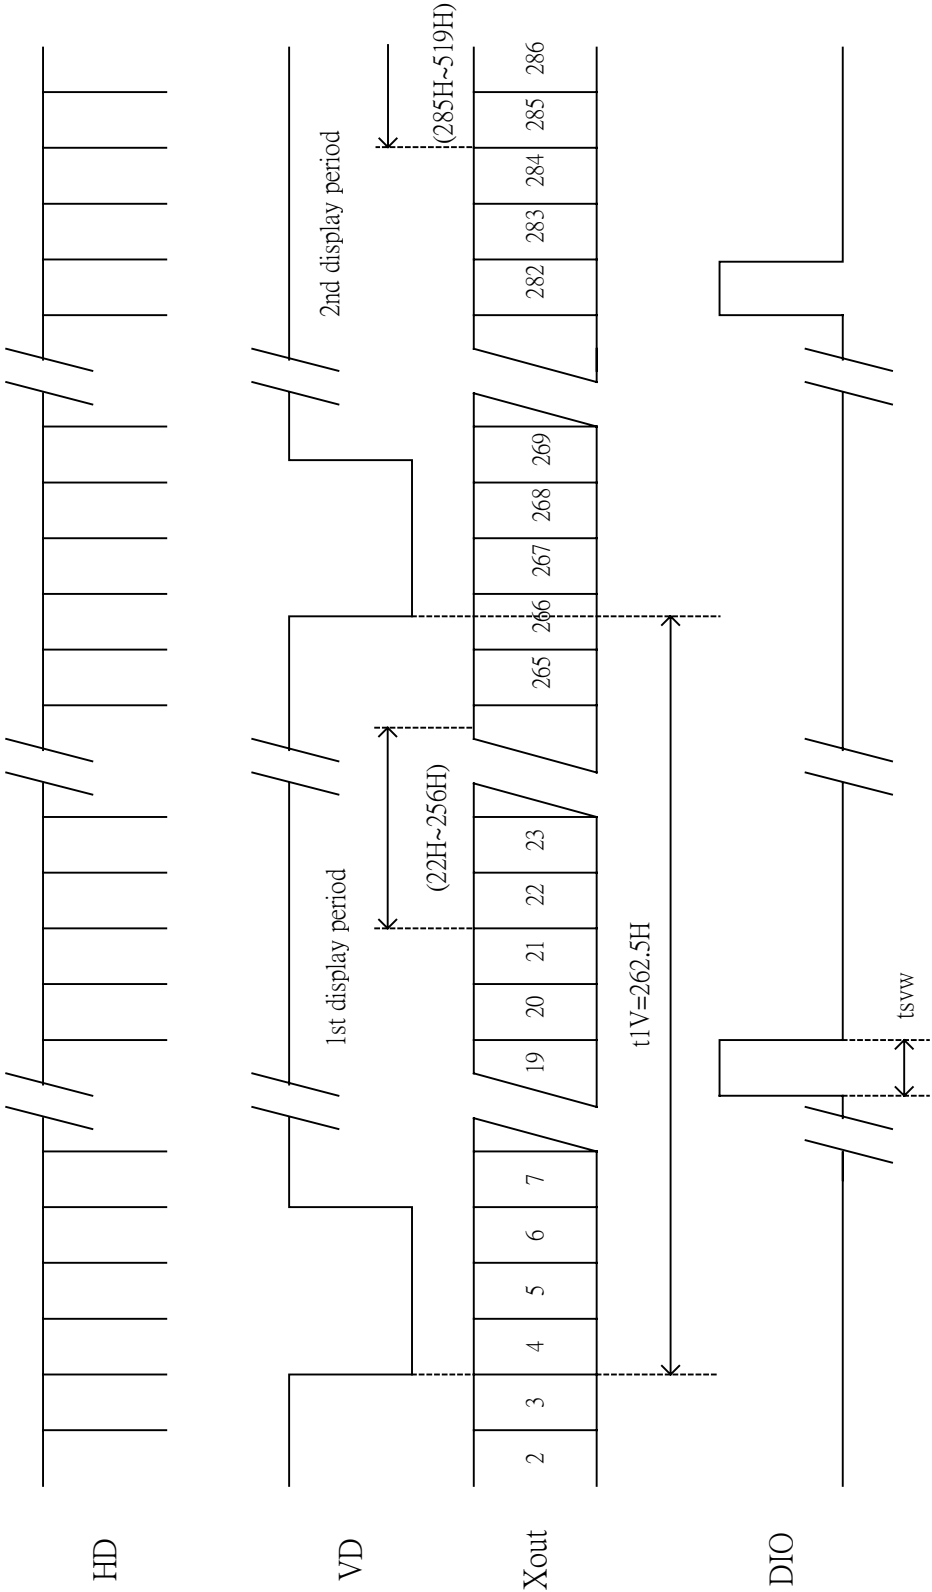 HD
VD
1st display period
2nd display period
(22H~256H)
(285H~519H)
Xout
2 3 4 5 6 7 19 20 21 22 23 265 266 267 268 269 282 283 284 285 286
t1V=262.5H
DIO
tsvw